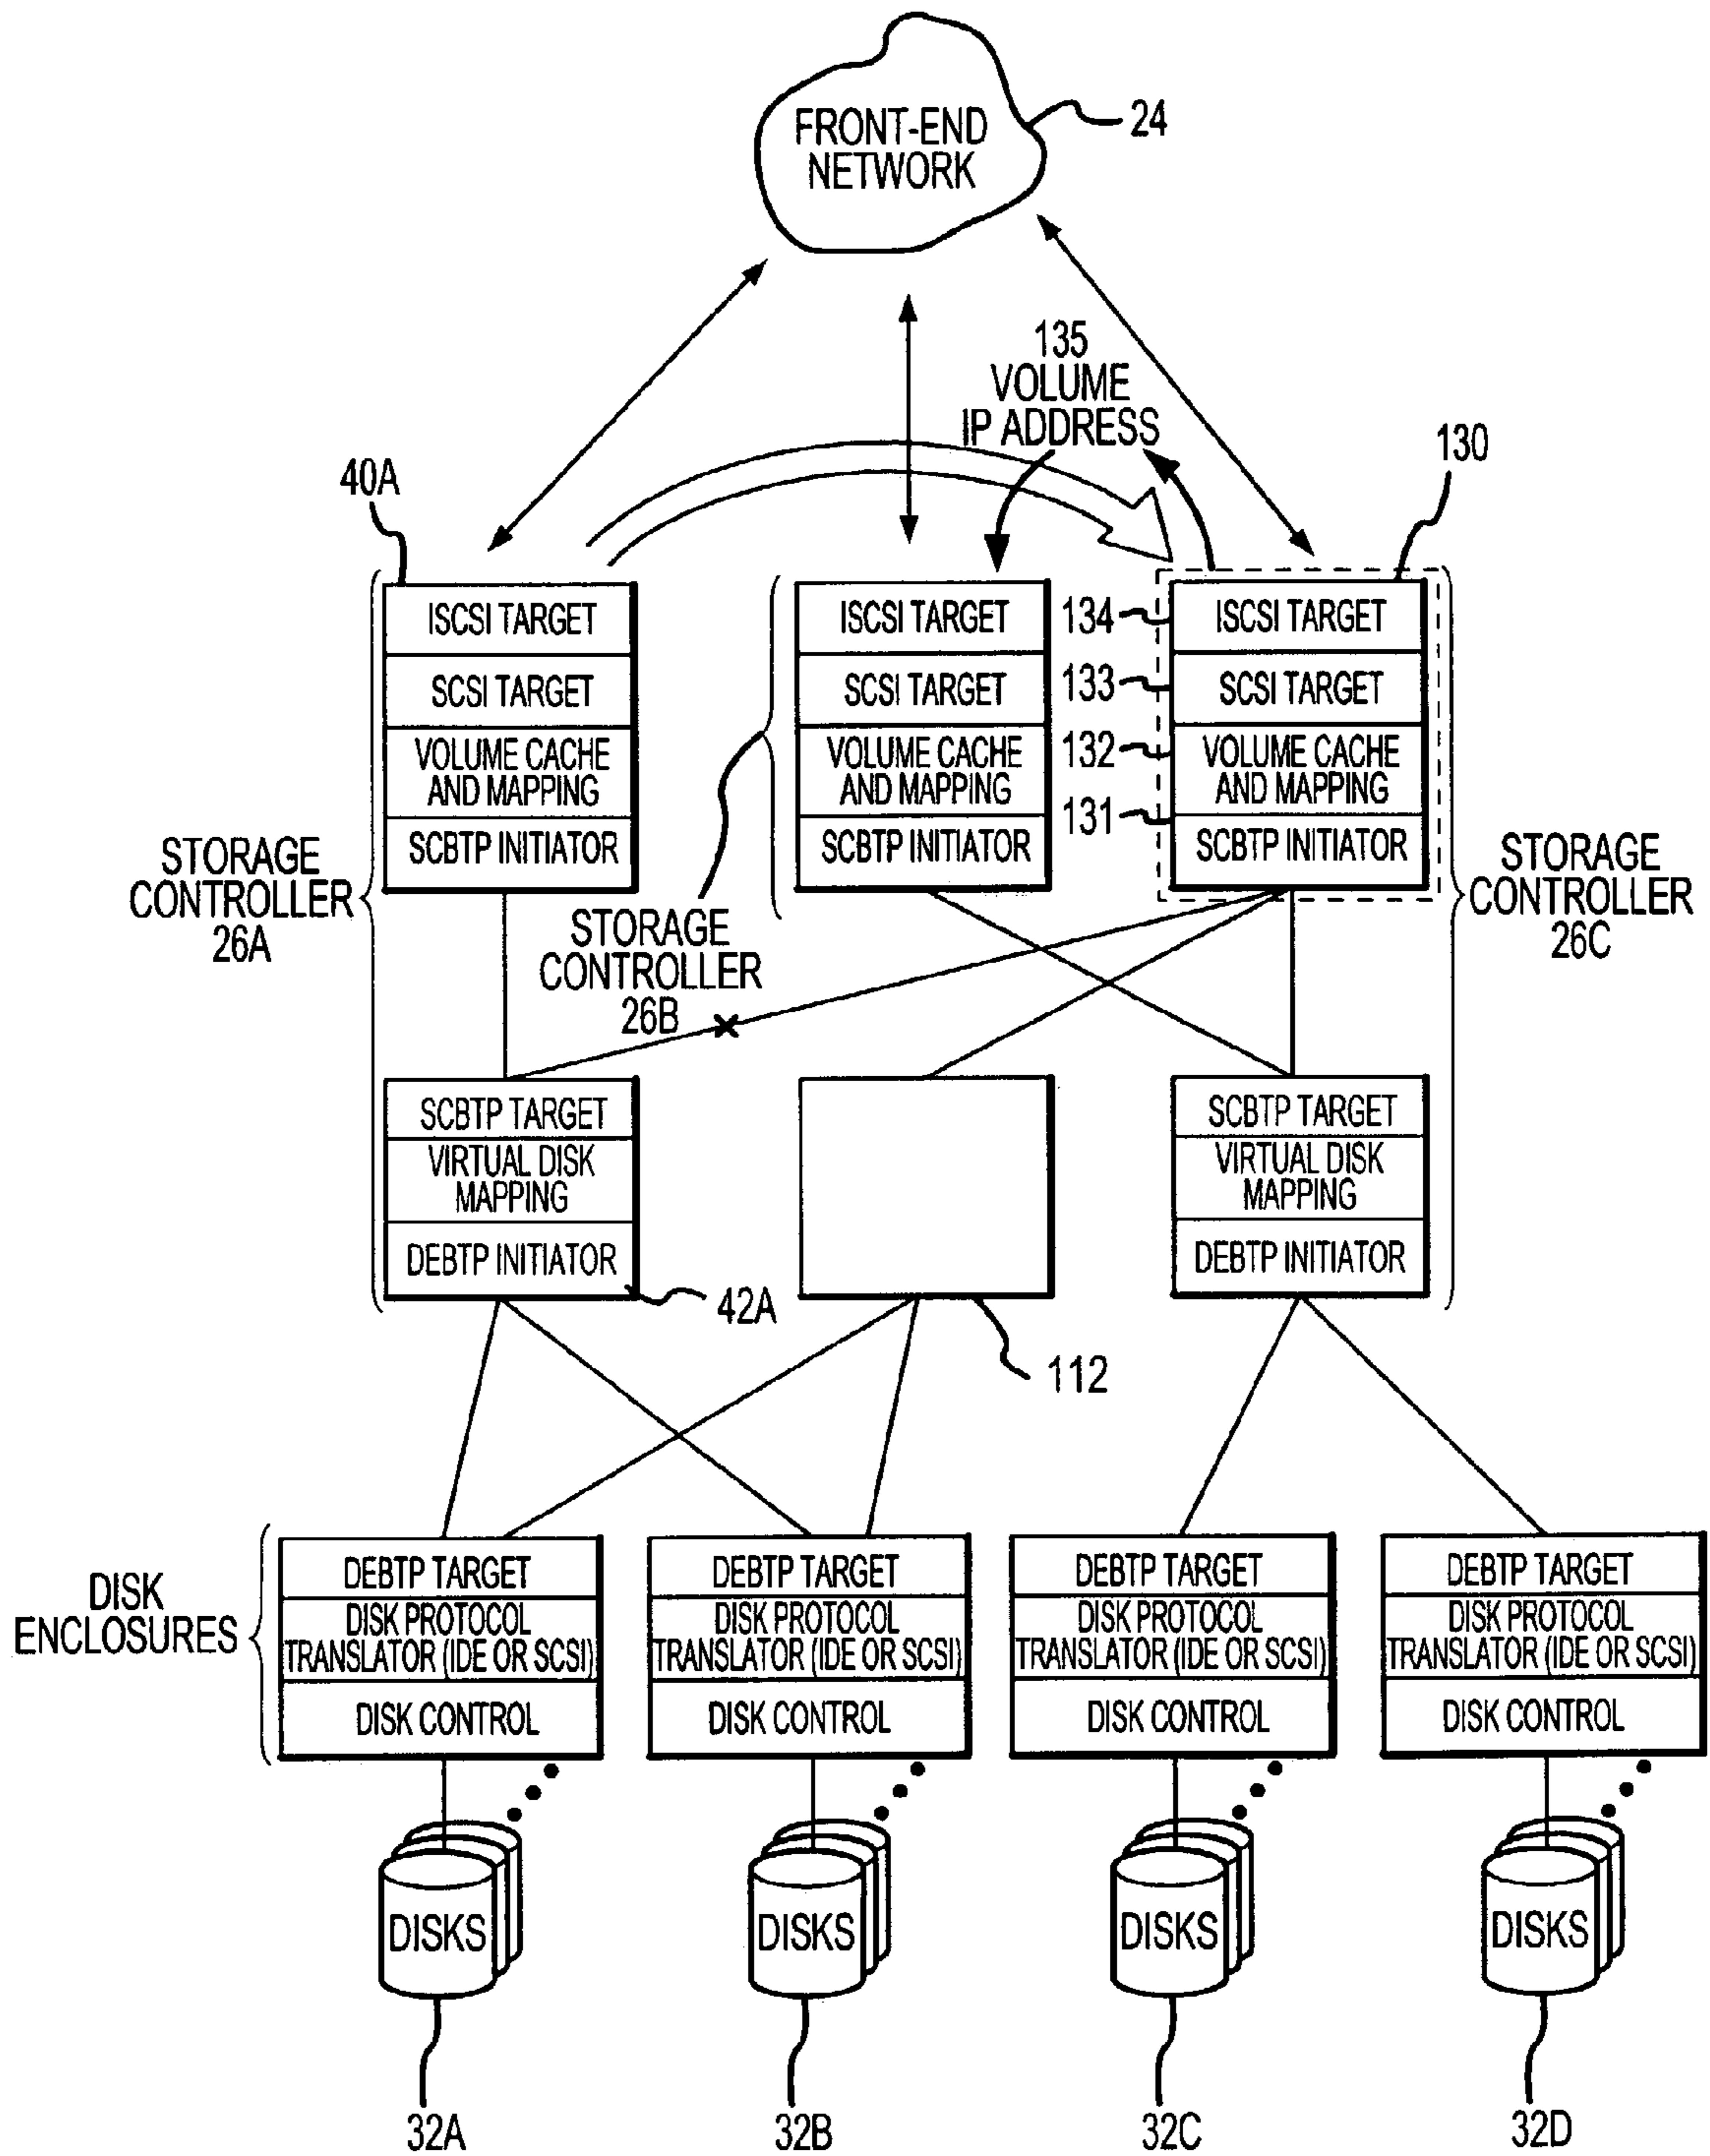 FRONT-END
NETWORK
24
135
VOLUME
IP ADDRESS
130
40A
ISCSI TARGET
SCSI TARGET
VOLUME CACHE
AND MAPPING
SCBTP INITIATOR
ISCSI TARGET
SCSI TARGET
VOLUME CACHE
AND MAPPING
SCBTP INITIATOR
134
133
132
131
ISCSI TARGET
SCSI TARGET
VOLUME CACHE
AND MAPPING
SCBTP INITIATOR
STORAGE
CONTROLLER
26A
STORAGE
CONTROLLER
26B
STORAGE
CONTROLLER
26C
SCBTP TARGET
VIRTUAL DISK
MAPPING
DEBTP INITIATOR
42A
112
SCBTP TARGET
VIRTUAL DISK
MAPPING
DEBTP INITIATOR
DISK
ENCLOSURES
DEBTP TARGET
DISK PROTOCOL
TRANSLATOR (IDE OR SCSI)
DISK CONTROL
DEBTP TARGET
DISK PROTOCOL
TRANSLATOR (IDE OR SCSI)
DISK CONTROL
DEBTP TARGET
DISK PROTOCOL
TRANSLATOR (IDE OR SCSI)
DISK CONTROL
DEBTP TARGET
DISK PROTOCOL
TRANSLATOR (IDE OR SCSI)
DISK CONTROL
DISKS
DISKS
DISKS
DISKS
32A
32B
32C
32D